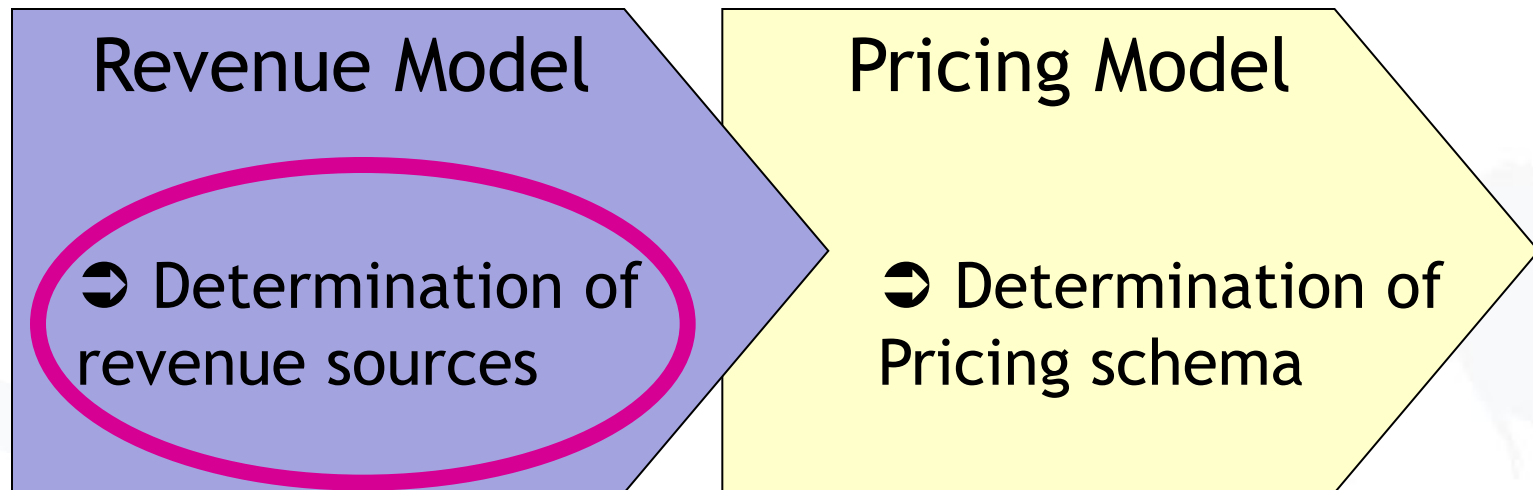 Revenue Model
➲ Determination of
revenue sources
Pricing Model
➲ Determination of
Pricing schema